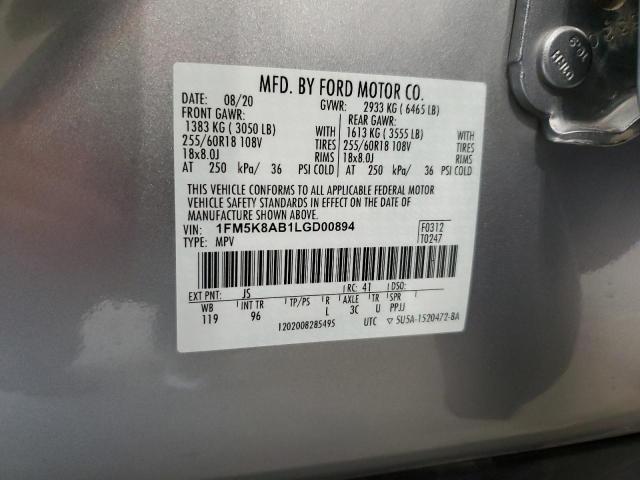 MFD. BY FORD MOTOR CO.
DATE: 08/20 GVWR: 2933 KG ( 6465 LB)
FRONT GAWR: REAR GAWR:
1383 KG ( 3050 LB) WITH 1613 KG ( 3555 LB) WITH
255/60R18 108V TIRES 255/60R18 108V TIRES
18x8.0J RIMS 18x8.0J RIMS
AT 250 kPa/ 36 PSI COLD AT 250 kPa/ 36 PSI COLD
THIS VEHICLE CONFORMS TO ALL APPLICABLE FEDERAL MOTOR
VEHICLE SAFETY STANDARDS IN EFFECT ON THE DATE OF
MANUFACTURE SHOWN ABOVE.
VIN: 1FM5K8AB1LGD00894 F0312
TYPE: MPV T0247
EXT PNT: JS RC: 41 DSO:
WB INT TR TP/PS R AXLE TR SPR
119 96 L 3C U PPJJ
1202008285495 UTC ▽ 5U5A-1520472-BA